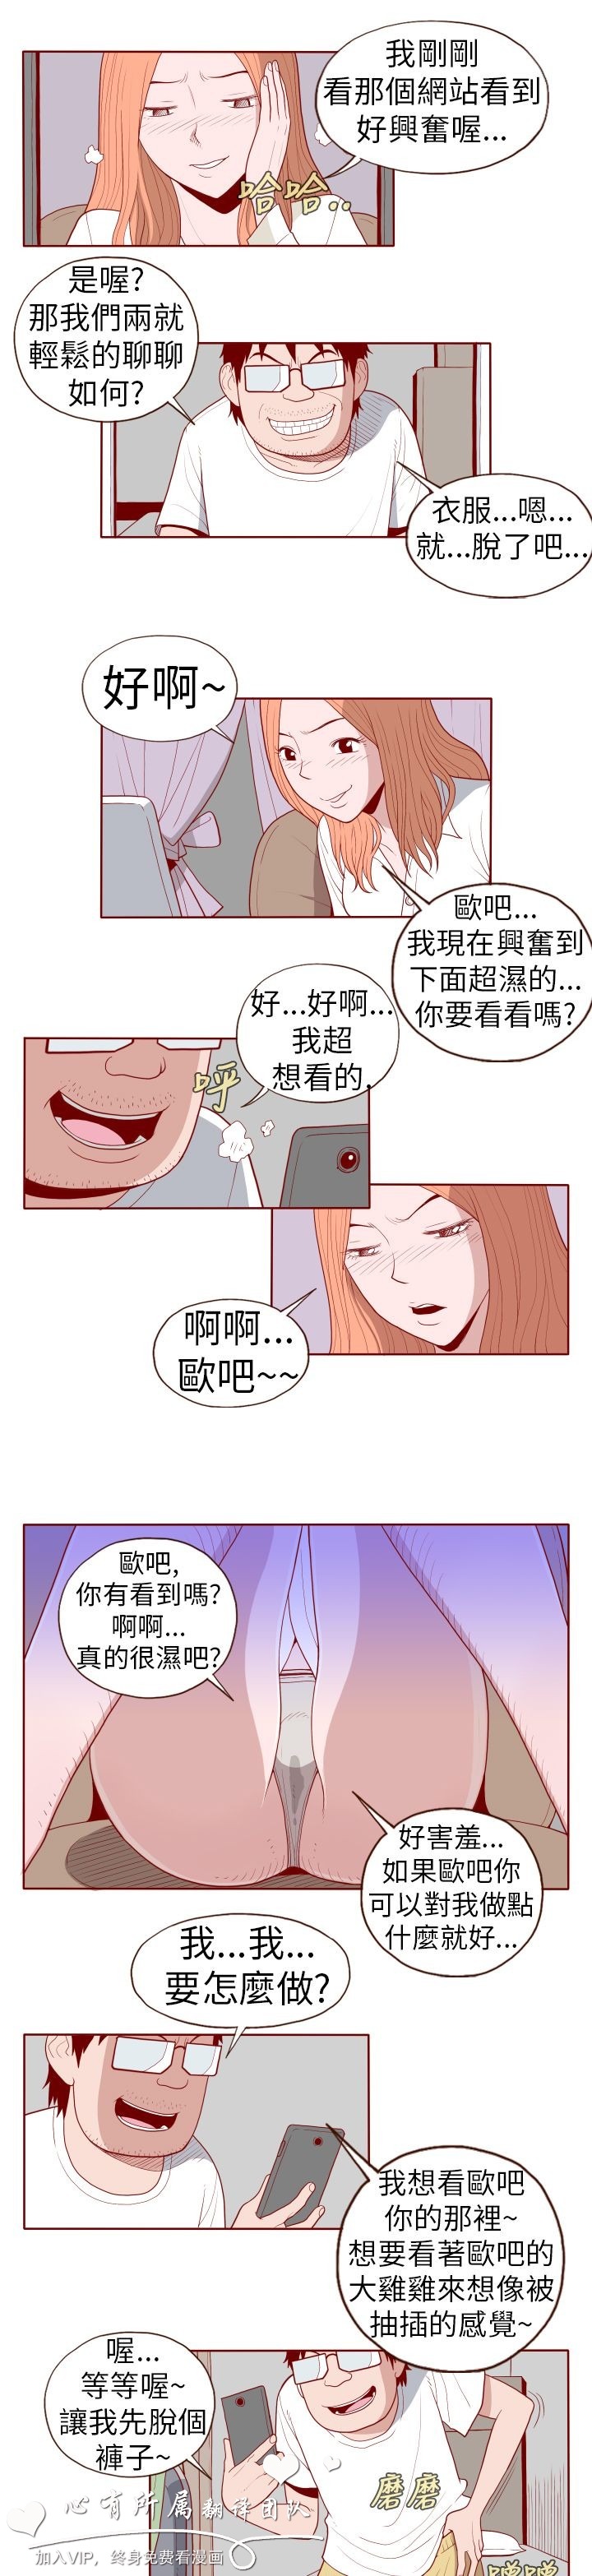 我剛剛
看那個網站看到
好興奮喔...
哈哈..
是喔?
那我們兩就
輕鬆的聊聊
如何?
衣服...嗯...
就...脫了吧...
好啊~
歐吧...
我現在興奮到
下面超濕的...
你要看看嗎?
好...好啊...
我超
想看的.
呼
啊啊...
歐吧~~
歐吧,
你有看到嗎?
啊啊...
真的很濕吧?
好害羞...
如果歐吧你
可以對我做點
什麼就好...
我...我...
要怎麼做?
我想看歐吧
你的那裡~
想要看著歐吧的
大雞雞來想像被
抽插的感覺~
喔...
等等喔~
讓我先脫個
褲子~
磨磨
心有所属翻译团队
加入VIP，终身免费看漫画